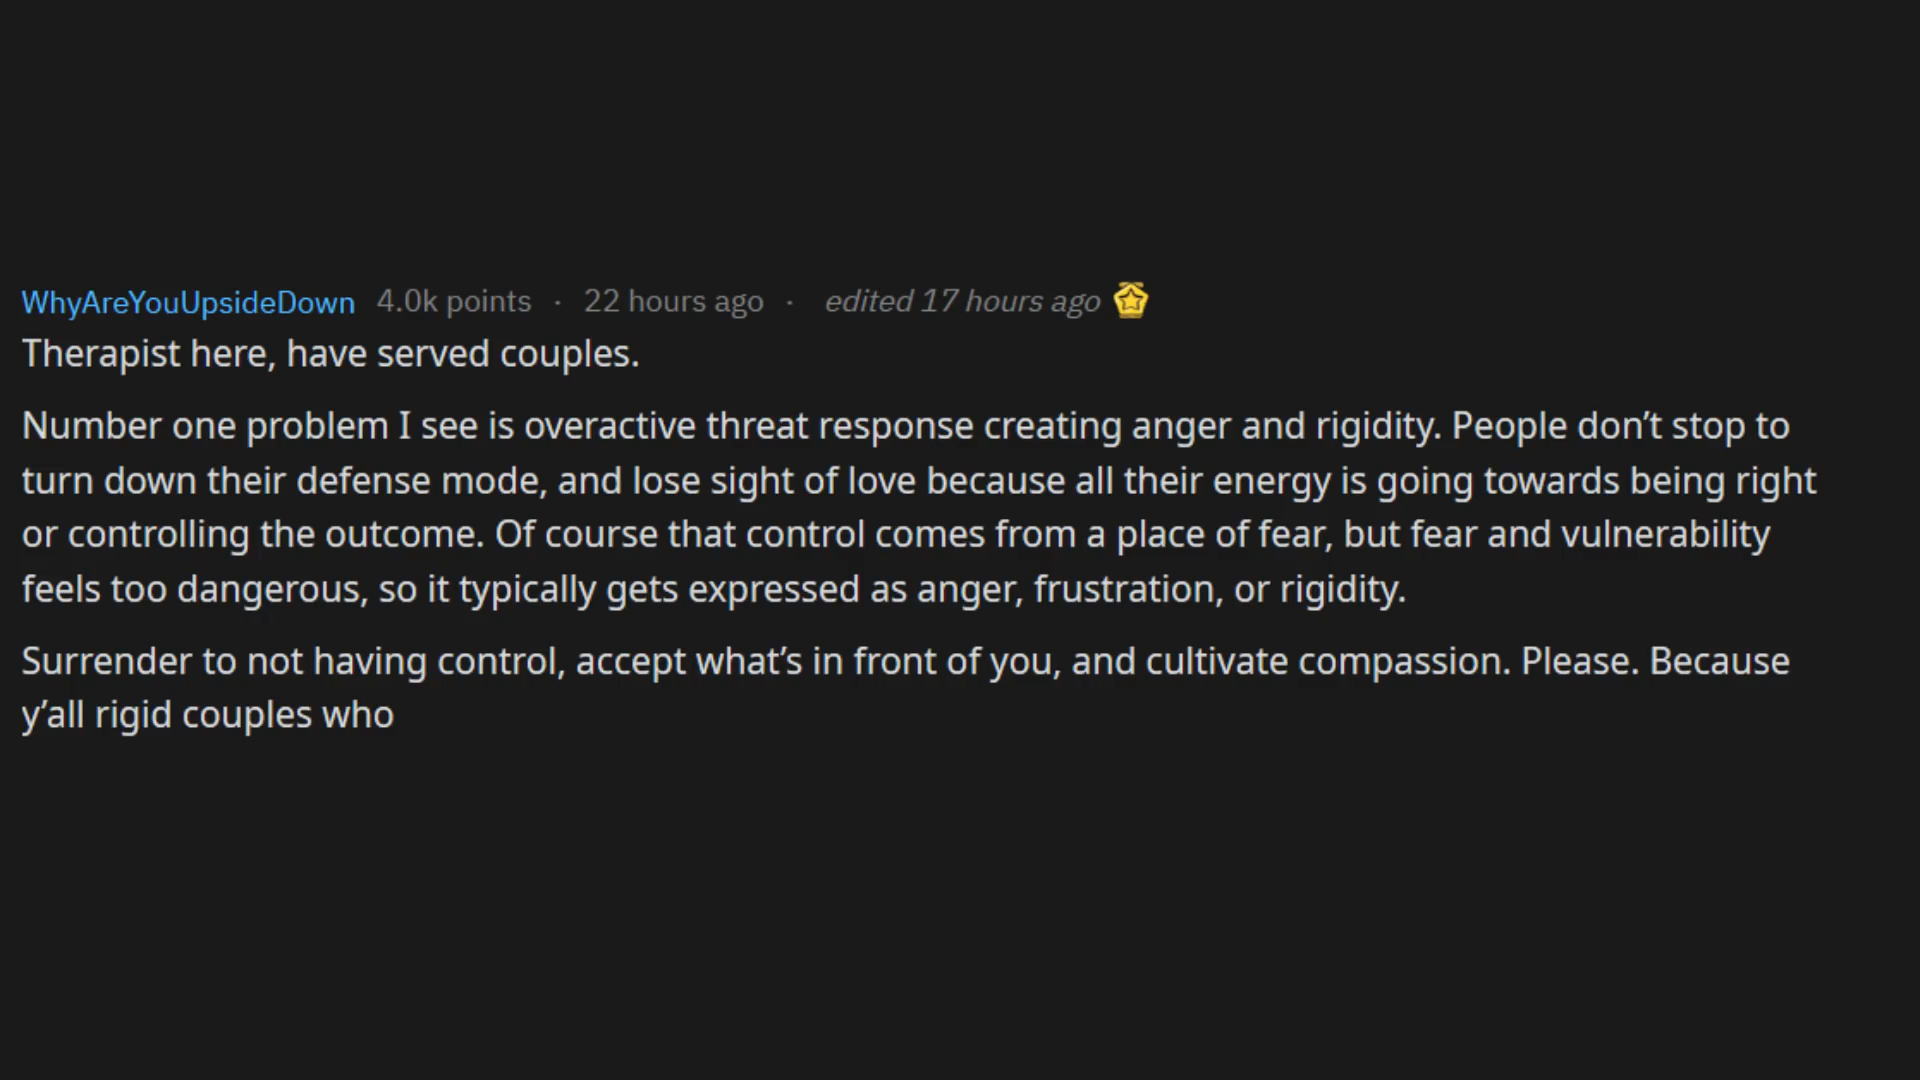 WhyAreYouUpsideDown 4.0k points · 22 hours ago · edited 17 hours ago
Therapist here, have served couples.
Number one problem I see is overactive threat response creating anger and rigidity. People don’t stop to
turn down their defense mode, and lose sight of love because all their energy is going towards being right
or controlling the outcome. Of course that control comes from a place of fear, but fear and vulnerability
feels too dangerous, so it typically gets expressed as anger, frustration, or rigidity.
Surrender to not having control, accept what’s in front of you, and cultivate compassion. Please. Because
y’all rigid couples who